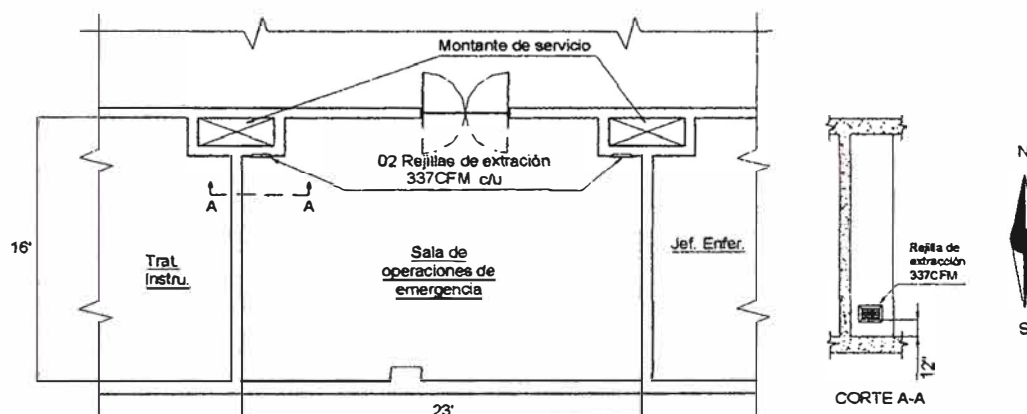 Montante de servicio
02 Rejillas de extración
337CFM c/u
A
A
16'
Trat.
Instru.
Sala de
operaciones de
emergencia
Jef. Enfer.
23'
Rejilla de
extracción
337CFM
12"
CORTE A-A
N
S